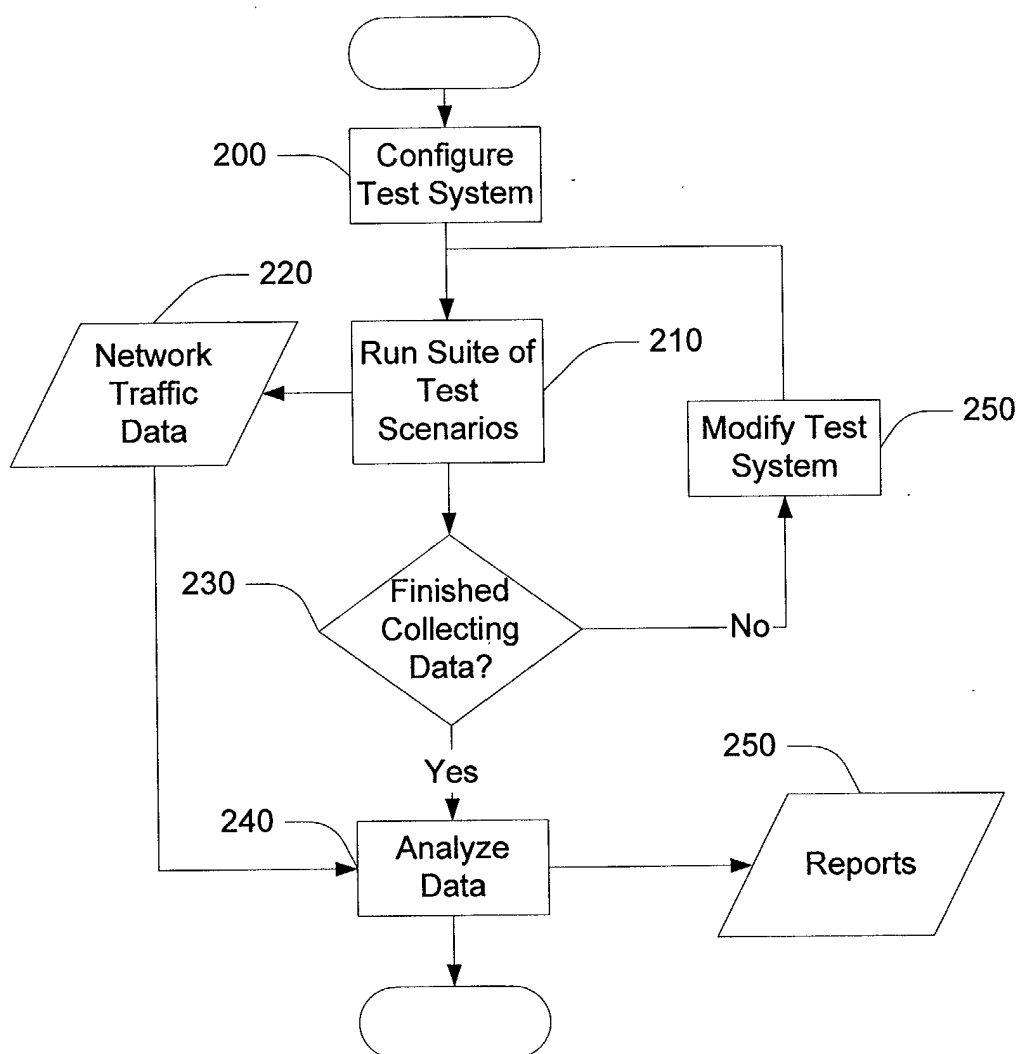 200
Configure
Test System
220
Network
Traffic
Data
Run Suite of
Test
Scenarios
210
250
Modify Test
System
230
Finished
Collecting
Data?
No
Yes
250
240
Analyze
Data
Reports